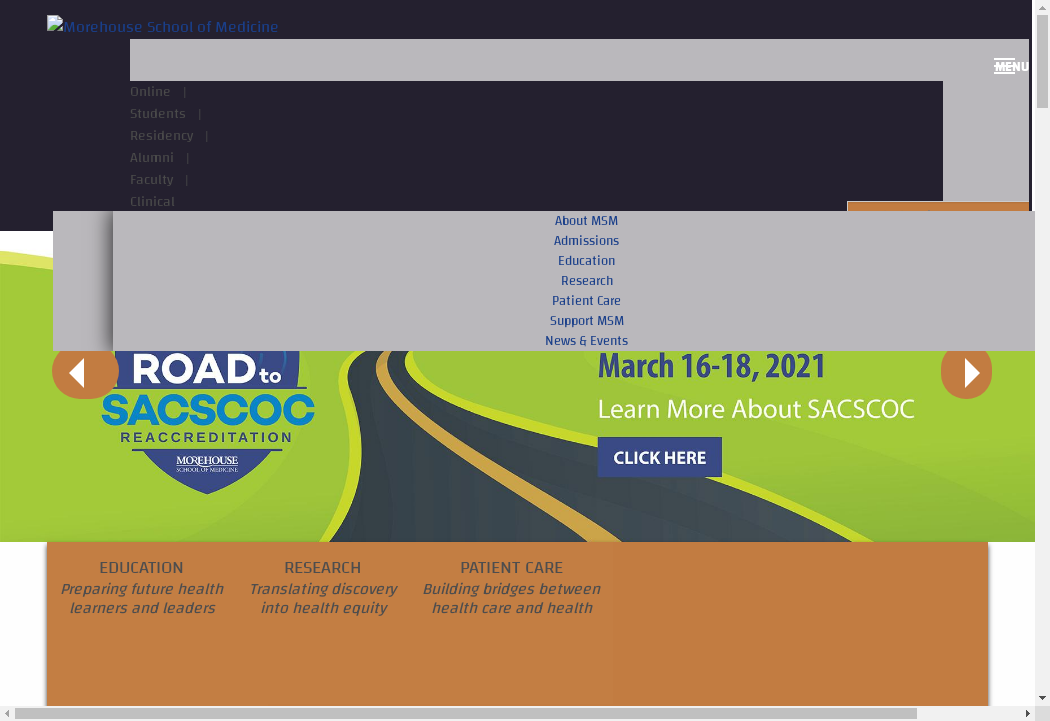 Morehouse School of Medicine
MENU
Online |
Students |
Residency |
Alumni |
Faculty |
Clinical
About MSM
Admissions
Education
Research
Patient Care
Support MSM
News & Events
ROAD to
SACSCOC
REACCREDITATION
MOREHOUSE
SCHOOL OF MEDICINE
March 16-18, 2021
Learn More About SACSCOC
CLICK HERE
EDUCATION
Preparing future health
learners and leaders
RESEARCH
Translating discovery
into health equity
PATIENT CARE
Building bridges between
health care and health